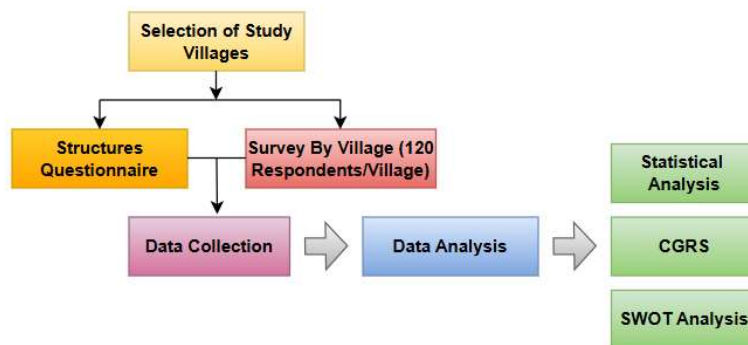 Selection of Study
Villages
Structures
Questionnaire
Survey By Village (120
Respondents/Village)
Data Collection
Data Analysis
Statistical
Analysis
CGRS
SWOT Analysis